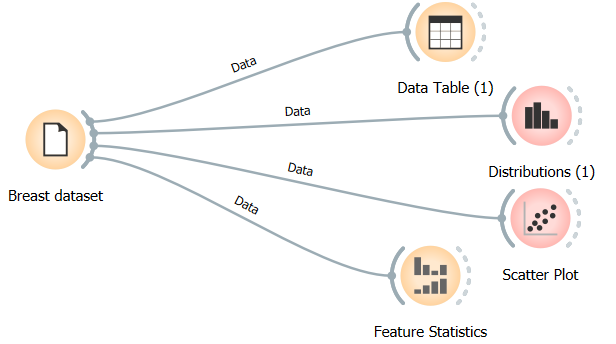 Data
Data Table (1)
Data
Distributions (1)
Breast dataset
Data
Data
Scatter Plot
Feature Statistics